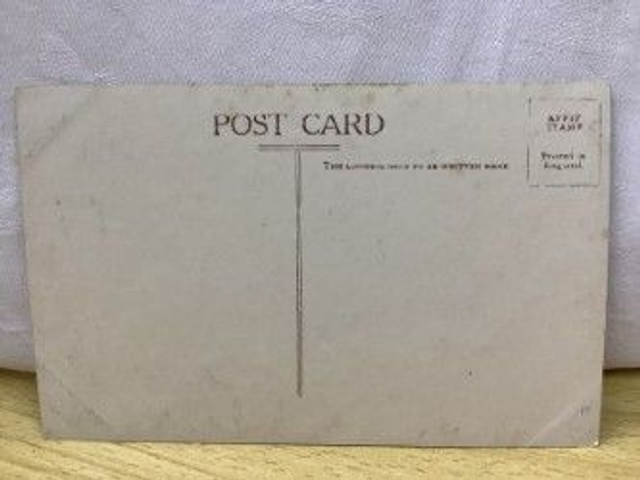 POST CARD
AFFIX
STAMP
THE ADDRESS ONLY TO BE WRITTEN HERE
Printed in
England.